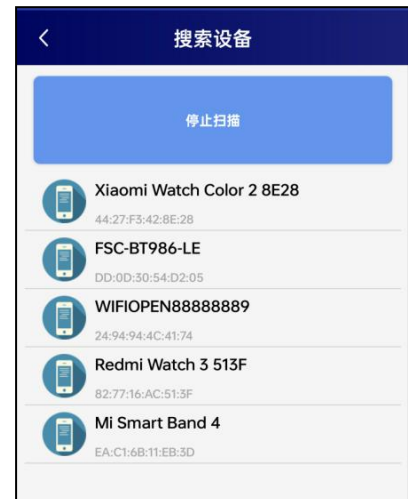 搜索设备
停止扫描
Xiaomi Watch Color 2 8E28
44:27:F3:42:8E:28
FSC-BT986-LE
DD:0D:30:54:D2:05
WIFIOPEN88888889
24:94:94:4C:41:74
Redmi Watch 3 513F
82:77:16:AC:51:3F
Mi Smart Band 4
EA:C1:6B:11:EB:3D